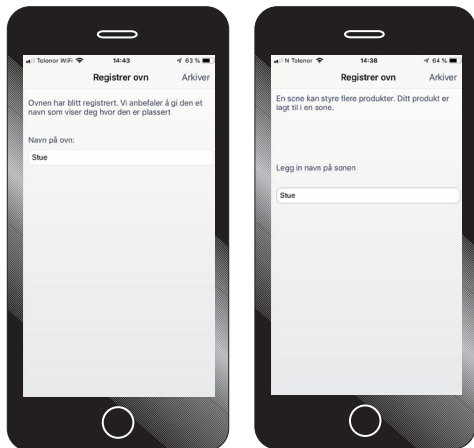 Telenor WiFi 14:43 63 %
Registrer ovn Arkiver
Ovnen har blitt registrert. Vi anbefaler å gi den et
navn som viser deg hvor den er plassert
Navn på ovn:
Stue
N Telenor 14:38 64 %
Registrer ovn Arkiver
En sone kan styre flere produkter. Ditt produkt er
lagt til i en sone.
Legg in navn på sonen
Stue